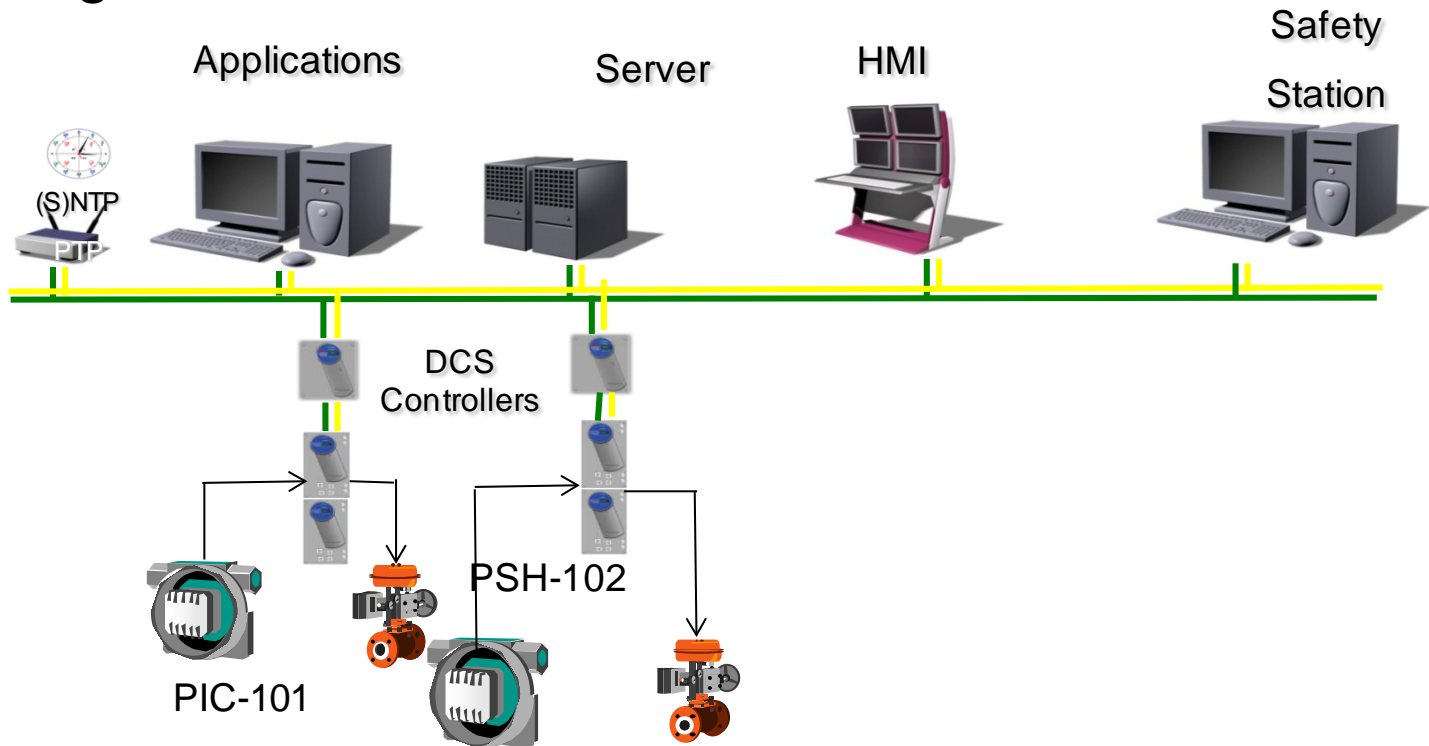 Applications
Server
HMI
Safety
Station
(S)NTP
PTP
DCS
Controllers
PSH-102
PIC-101